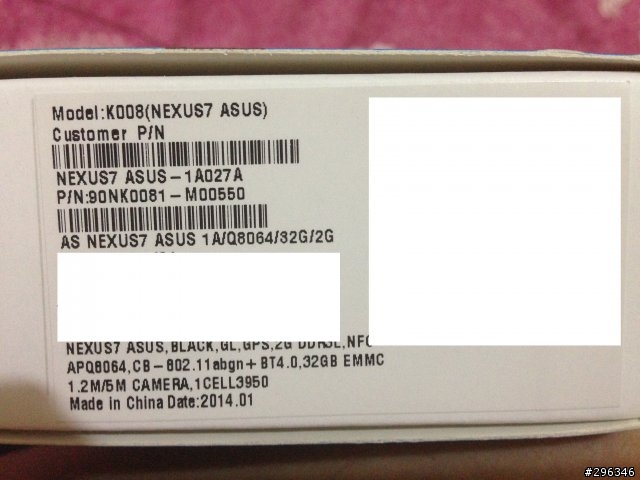 Model:K008(NEXUS7 ASUS)
Customer P/N
NEXUS7 ASUS-1A027A
P/N:90NK0081-M00550
AS NEXUS7 ASUS 1A/Q8064/32G/2G
NEXUS7 ASUS,BLACK,GL,GPS,2G DDR3L,NFC
APQ8064,CB-802.11abgn+BT4.0,32GB EMMC
1.2M/5M CAMERA,1CELL3950
Made in China Date:2014.01
#296346